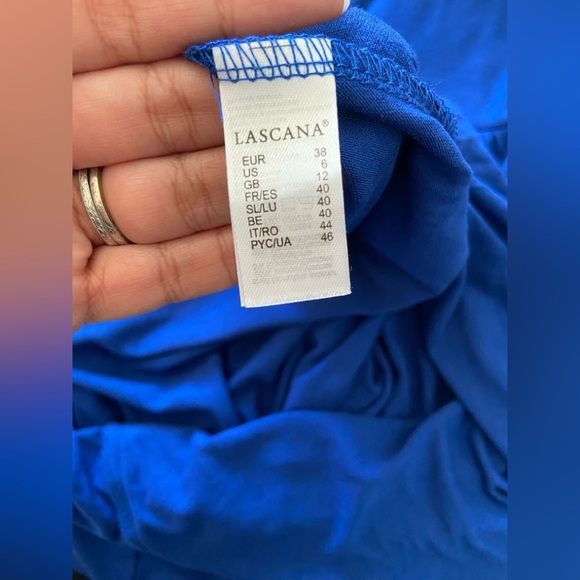 LASCANA®
EUR 38
US 6
GB 12
FR/ES 40
SL/LU 40
BE 40
IT/RO 44
PYC/UA 46